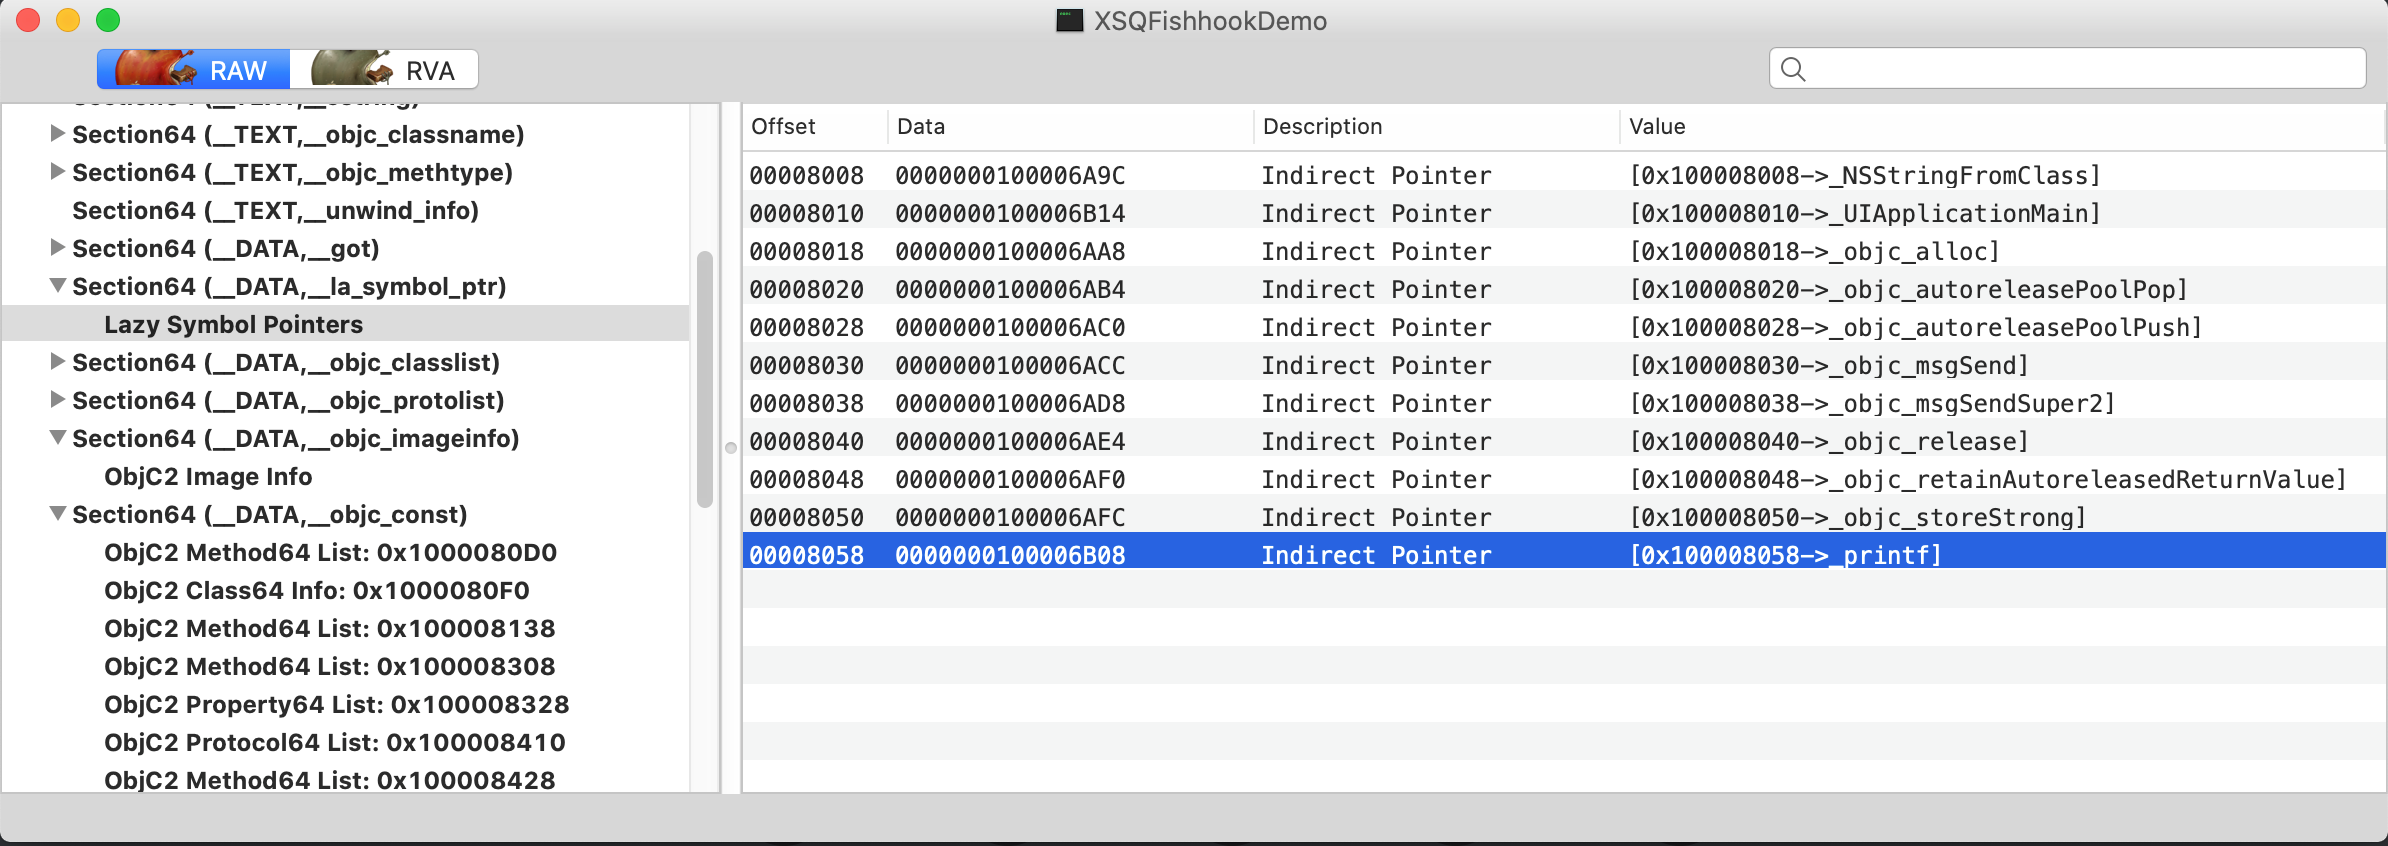 XSQFishhookDemo
RAW RVA
Section64 (__TEXT,__cstring)
Section64 (__TEXT,__objc_classname)
Section64 (__TEXT,__objc_methtype)
Section64 (__TEXT,__unwind_info)
Section64 (__DATA,__got)
Section64 (__DATA,__la_symbol_ptr)
Lazy Symbol Pointers
Section64 (__DATA,__objc_classlist)
Section64 (__DATA,__objc_protolist)
Section64 (__DATA,__objc_imageinfo)
ObjC2 Image Info
Section64 (__DATA,__objc_const)
ObjC2 Method64 List: 0x1000080D0
ObjC2 Class64 Info: 0x1000080F0
ObjC2 Method64 List: 0x100008138
ObjC2 Method64 List: 0x100008308
ObjC2 Property64 List: 0x100008328
ObjC2 Protocol64 List: 0x100008410
ObjC2 Method64 List: 0x100008428
Offset Data Description Value
00008008 0000000100006A9C Indirect Pointer [0x100008008->_NSStringFromClass]
00008010 0000000100006B14 Indirect Pointer [0x100008010->_UIApplicationMain]
00008018 0000000100006AA8 Indirect Pointer [0x100008018->_objc_alloc]
00008020 0000000100006AB4 Indirect Pointer [0x100008020->_objc_autoreleasePoolPop]
00008028 0000000100006AC0 Indirect Pointer [0x100008028->_objc_autoreleasePoolPush]
00008030 0000000100006ACC Indirect Pointer [0x100008030->_objc_msgSend]
00008038 0000000100006AD8 Indirect Pointer [0x100008038->_objc_msgSendSuper2]
00008040 0000000100006AE4 Indirect Pointer [0x100008040->_objc_release]
00008048 0000000100006AF0 Indirect Pointer [0x100008048->_objc_retainAutoreleasedReturnValue]
00008050 0000000100006AFC Indirect Pointer [0x100008050->_objc_storeStrong]
00008058 0000000100006B08 Indirect Pointer [0x100008058->_printf]